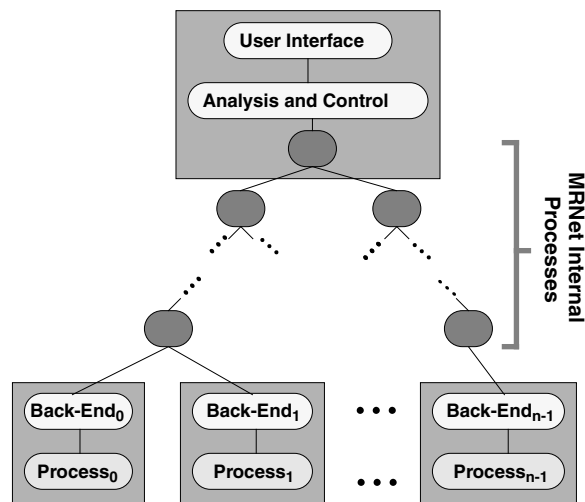 User Interface
Analysis and Control
MRNet Internal
Processes
Back-End₀
Back-End₁
Back-Endₙ₋₁
Process₀
Process₁
Processₙ₋₁